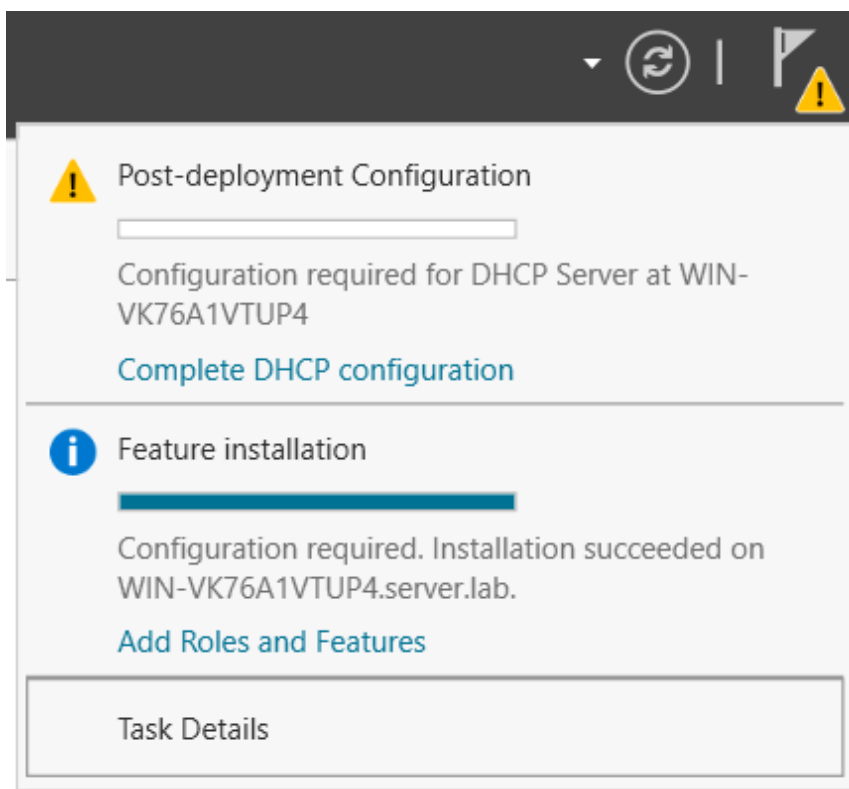 Post-deployment Configuration
Configuration required for DHCP Server at WIN-
VK76A1VTUP4
Complete DHCP configuration
Feature installation
Configuration required. Installation succeeded on
WIN-VK76A1VTUP4.server.lab.
Add Roles and Features
Task Details